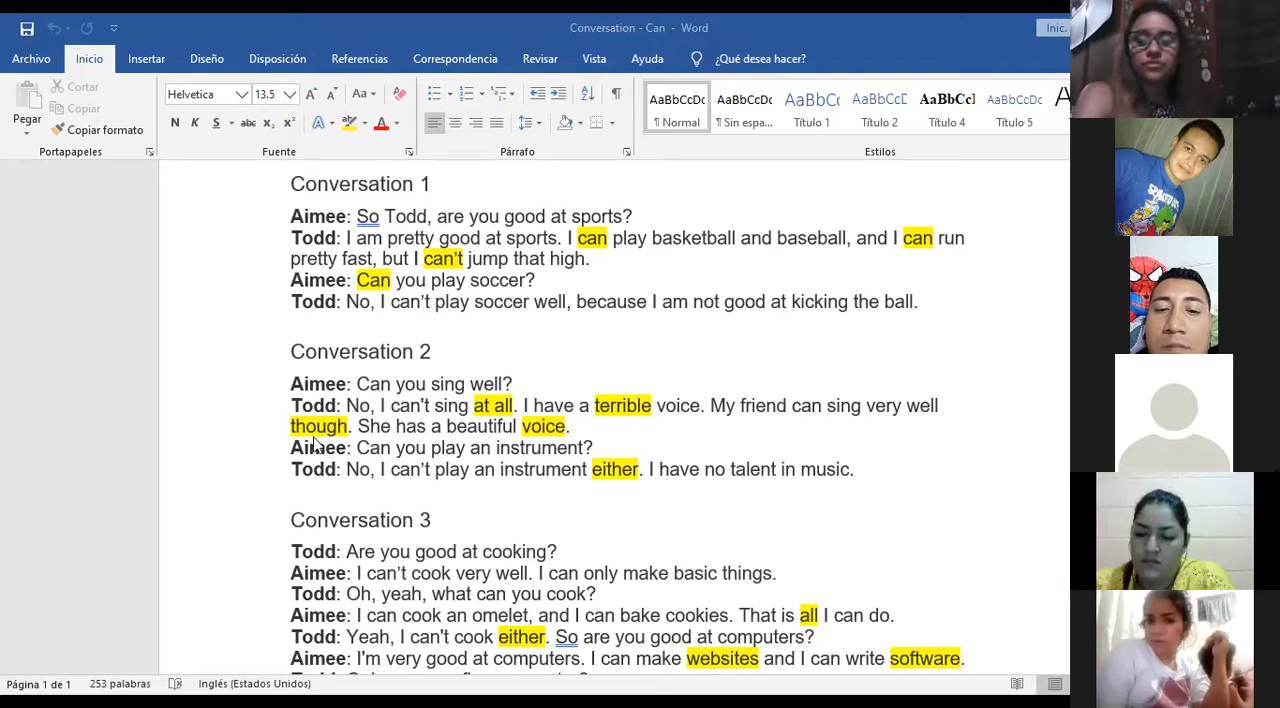 Conversation - Can - Word
Inic.
Archivo Inicio Insertar Diseño Disposición Referencias Correspondencia Revisar Vista Ayuda ¿Qué desea hacer?
Pegar
Cortar
Copiar
Copiar formato
Portapapeles
Helvetica 13.5 Aa
N K S abc x₂ x² A A
Fuente
Párrafo
AaBbCcDc AaBbCcDc AaBbC AaBbCcD AaBbCcI AaBbCcDc
¶ Normal ¶ Sin espa... Título 1 Título 2 Título 4 Título 5
Estilos
Conversation 1
Aimee: So Todd, are you good at sports?
Todd: I am pretty good at sports. I can play basketball and baseball, and I can run
pretty fast, but I can't jump that high.
Aimee: Can you play soccer?
Todd: No, I can't play soccer well, because I am not good at kicking the ball.
Conversation 2
Aimee: Can you sing well?
Todd: No, I can't sing at all. I have a terrible voice. My friend can sing very well
though. She has a beautiful voice.
Aimee: Can you play an instrument?
Todd: No, I can't play an instrument either. I have no talent in music.
Conversation 3
Todd: Are you good at cooking?
Aimee: I can't cook very well. I can only make basic things.
Todd: Oh, yeah, what can you cook?
Aimee: I can cook an omelet, and I can bake cookies. That is all I can do.
Todd: Yeah, I can't cook either. So are you good at computers?
Aimee: I'm very good at computers. I can make websites and I can write software.
Página 1 de 1 253 palabras Inglés (Estados Unidos)